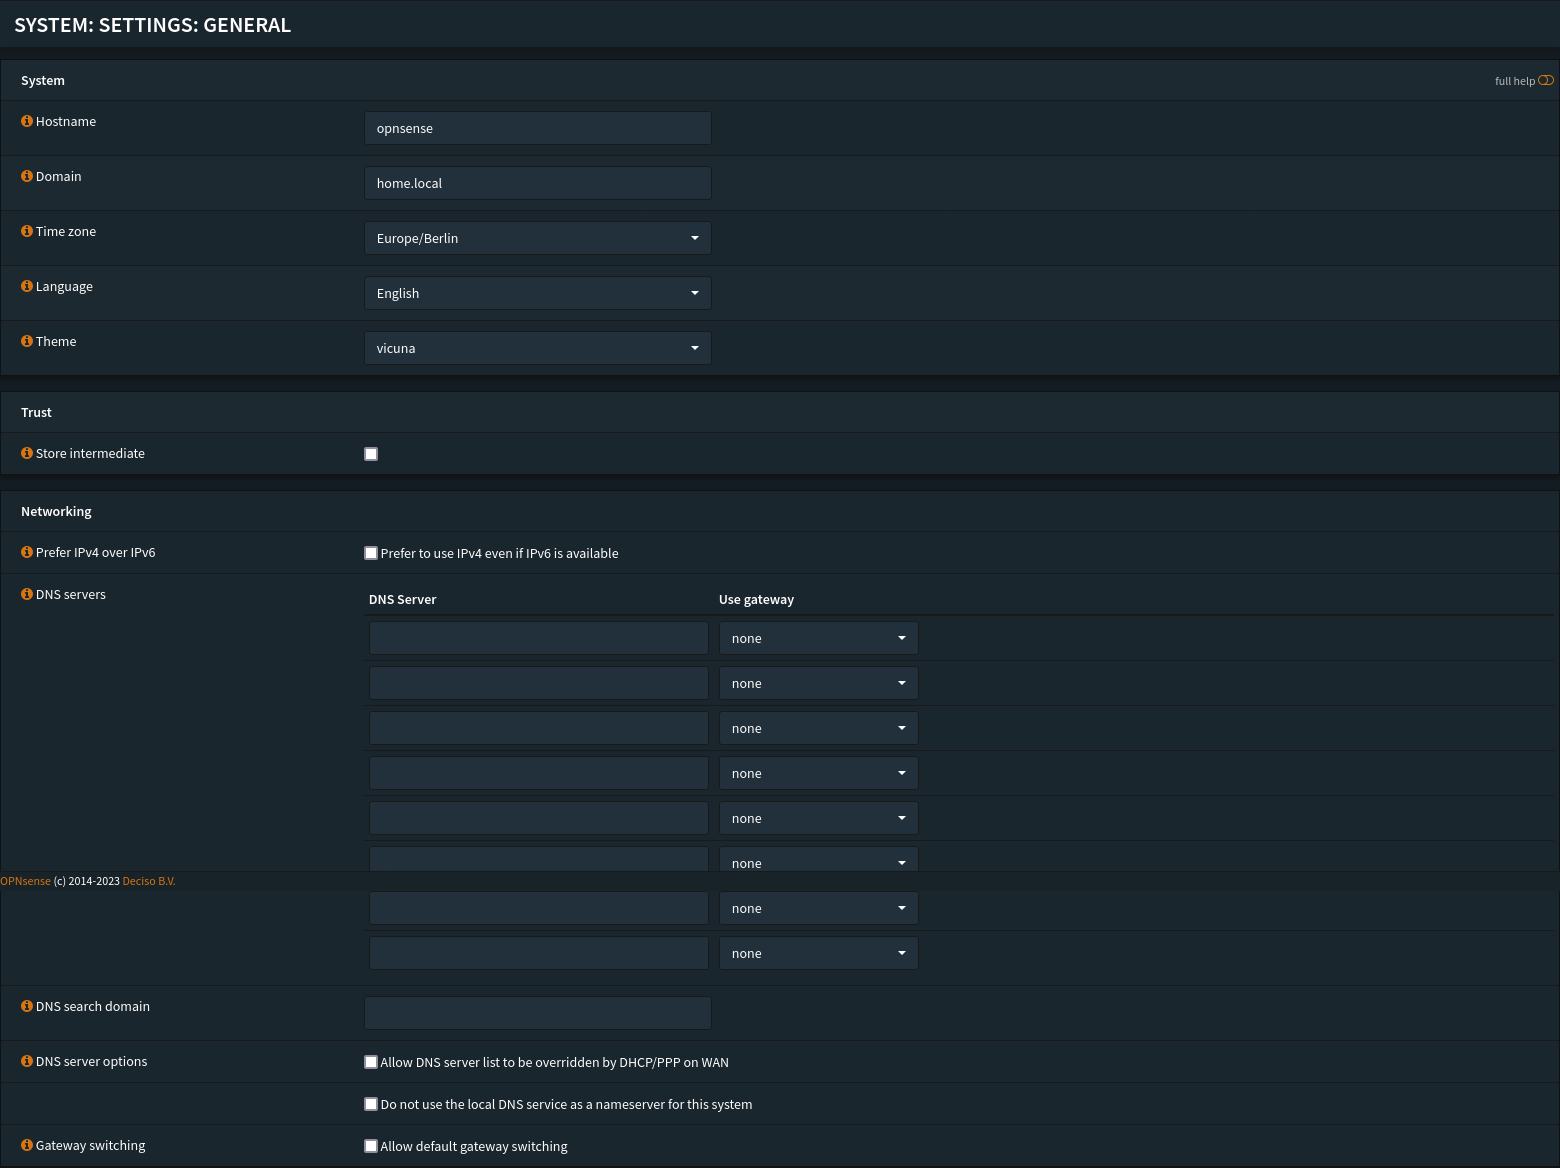 SYSTEM: SETTINGS: GENERAL
System
full help
Hostname
opnsense
Domain
home.local
Time zone
Europe/Berlin
Language
English
Theme
vicuna
Trust
Store intermediate
Networking
Prefer IPv4 over IPv6
Prefer to use IPv4 even if IPv6 is available
DNS servers
DNS Server Use gateway
none
none
none
none
none
none
OPNsense (c) 2014-2023 Deciso B.V.
none
none
DNS search domain
DNS server options
Allow DNS server list to be overridden by DHCP/PPP on WAN
Do not use the local DNS service as a nameserver for this system
Gateway switching
Allow default gateway switching